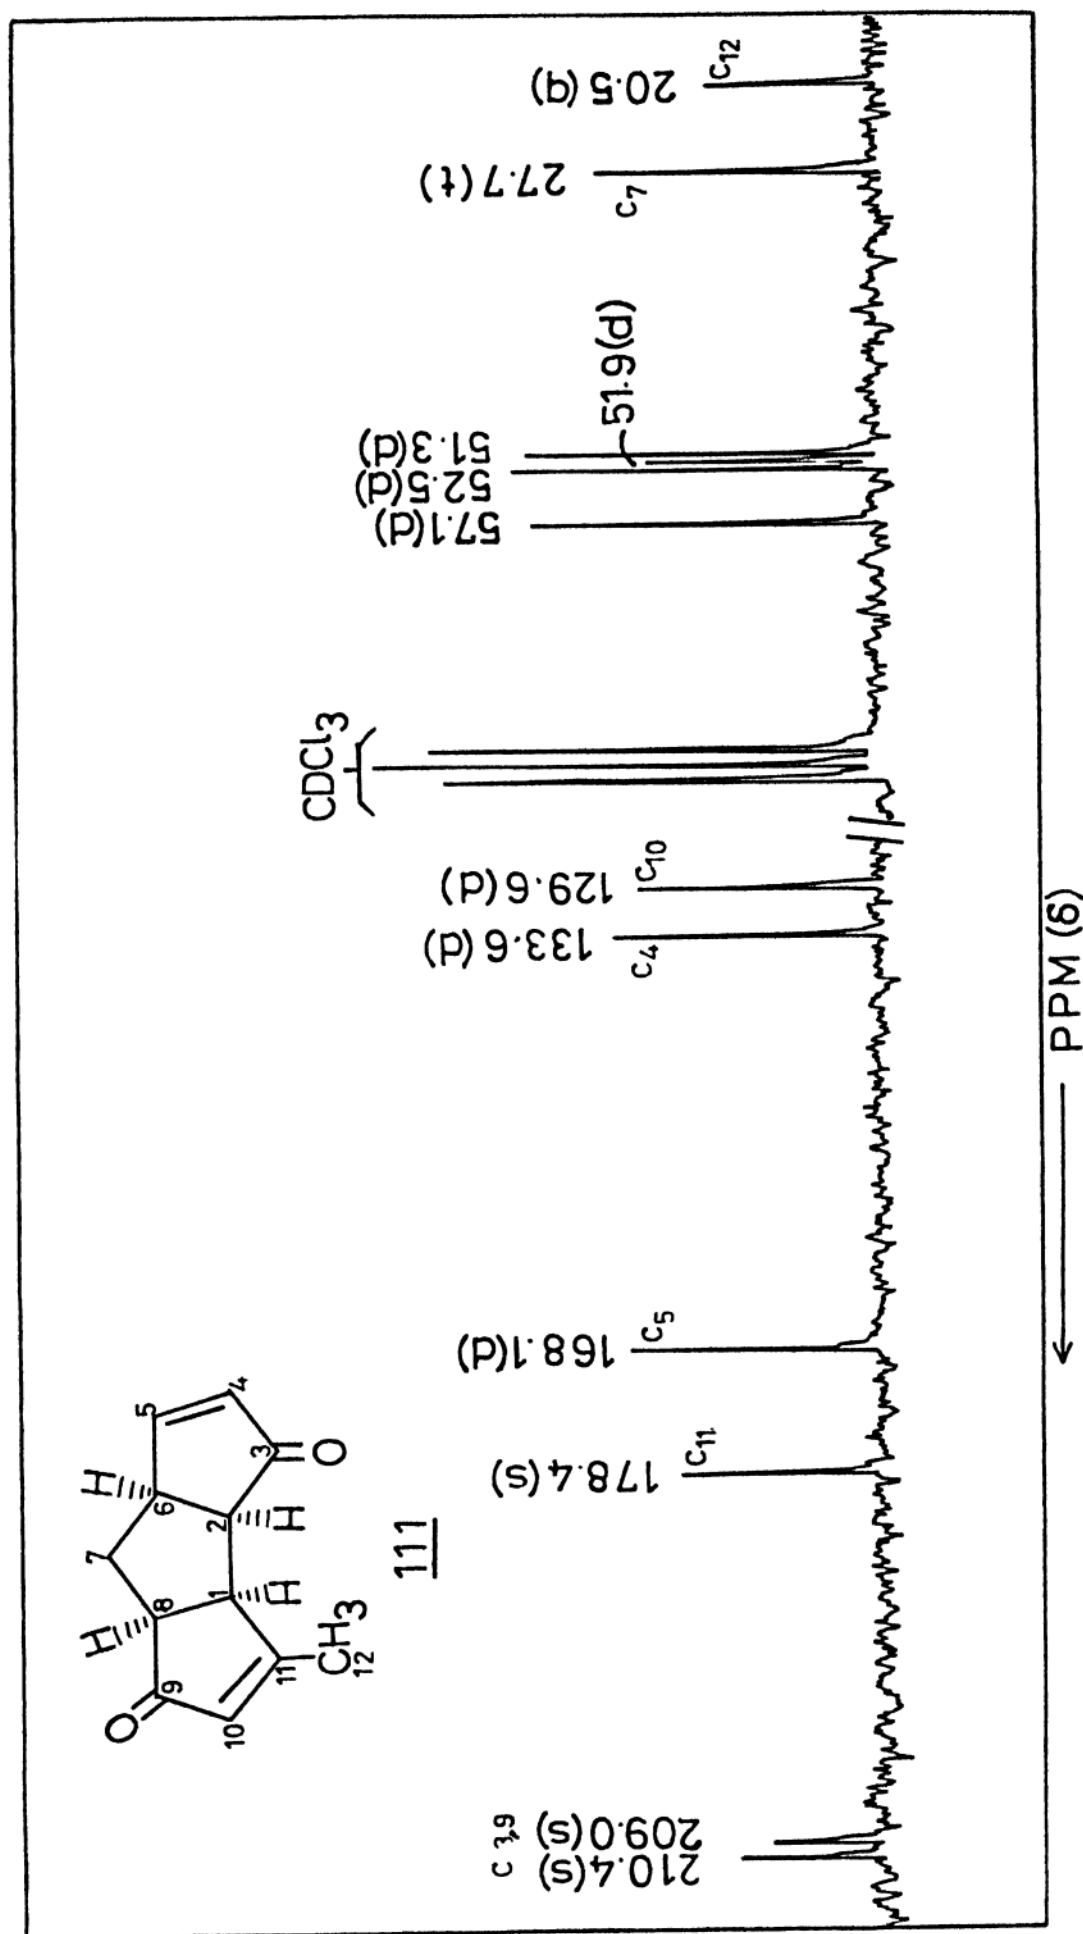 20.5(q)
C12
27.7(t)
C7
51.9(d)
51.3(d)
52.5(d)
57.1(d)
CDCl3
129.6(d)
C10
133.6(d)
C4
168.1(d)
C5
178.4(s)
C11
209.0(s)
210.4(s)
C 3,9
PPM (δ)
111
O
9
10
11
CH3
12
H
8
1
H
7
2
H
6
H
3
O
5
4